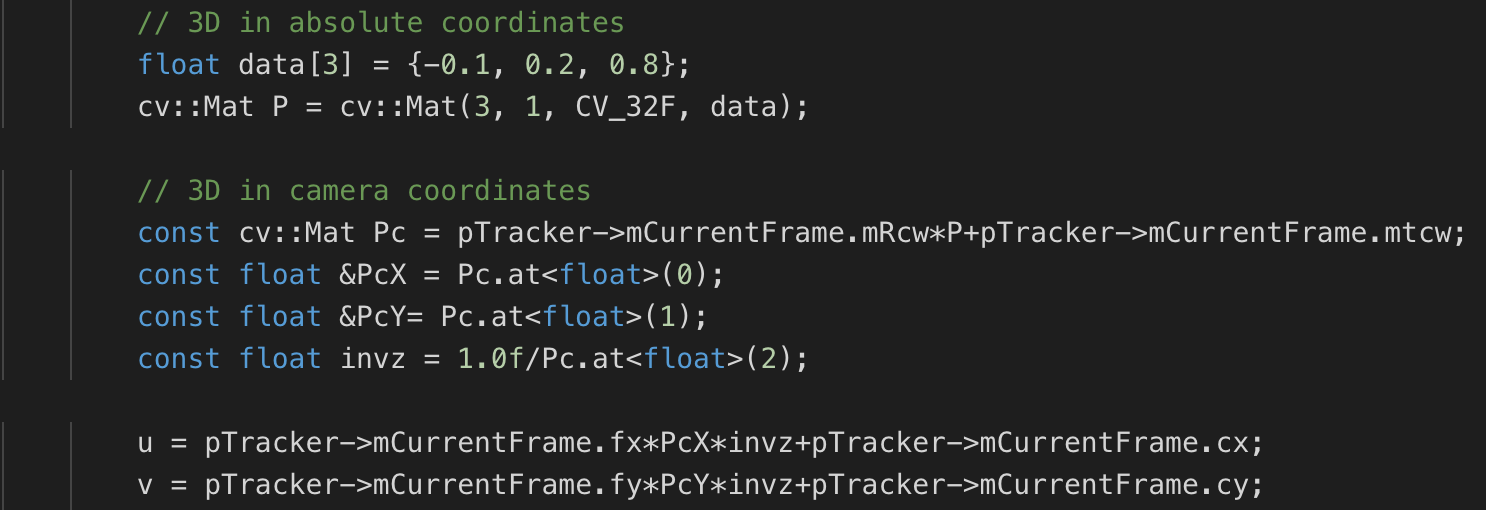 // 3D in absolute coordinates
float data[3] = {-0.1, 0.2, 0.8};
cv::Mat P = cv::Mat(3, 1, CV_32F, data);
// 3D in camera coordinates
const cv::Mat Pc = pTracker->mCurrentFrame.mRcw*P+pTracker->mCurrentFrame.mtcw;
const float &PcX = Pc.at<float>(0);
const float &PcY= Pc.at<float>(1);
const float invz = 1.0f/Pc.at<float>(2);
u = pTracker->mCurrentFrame.fx*PcX*invz+pTracker->mCurrentFrame.cx;
v = pTracker->mCurrentFrame.fy*PcY*invz+pTracker->mCurrentFrame.cy;